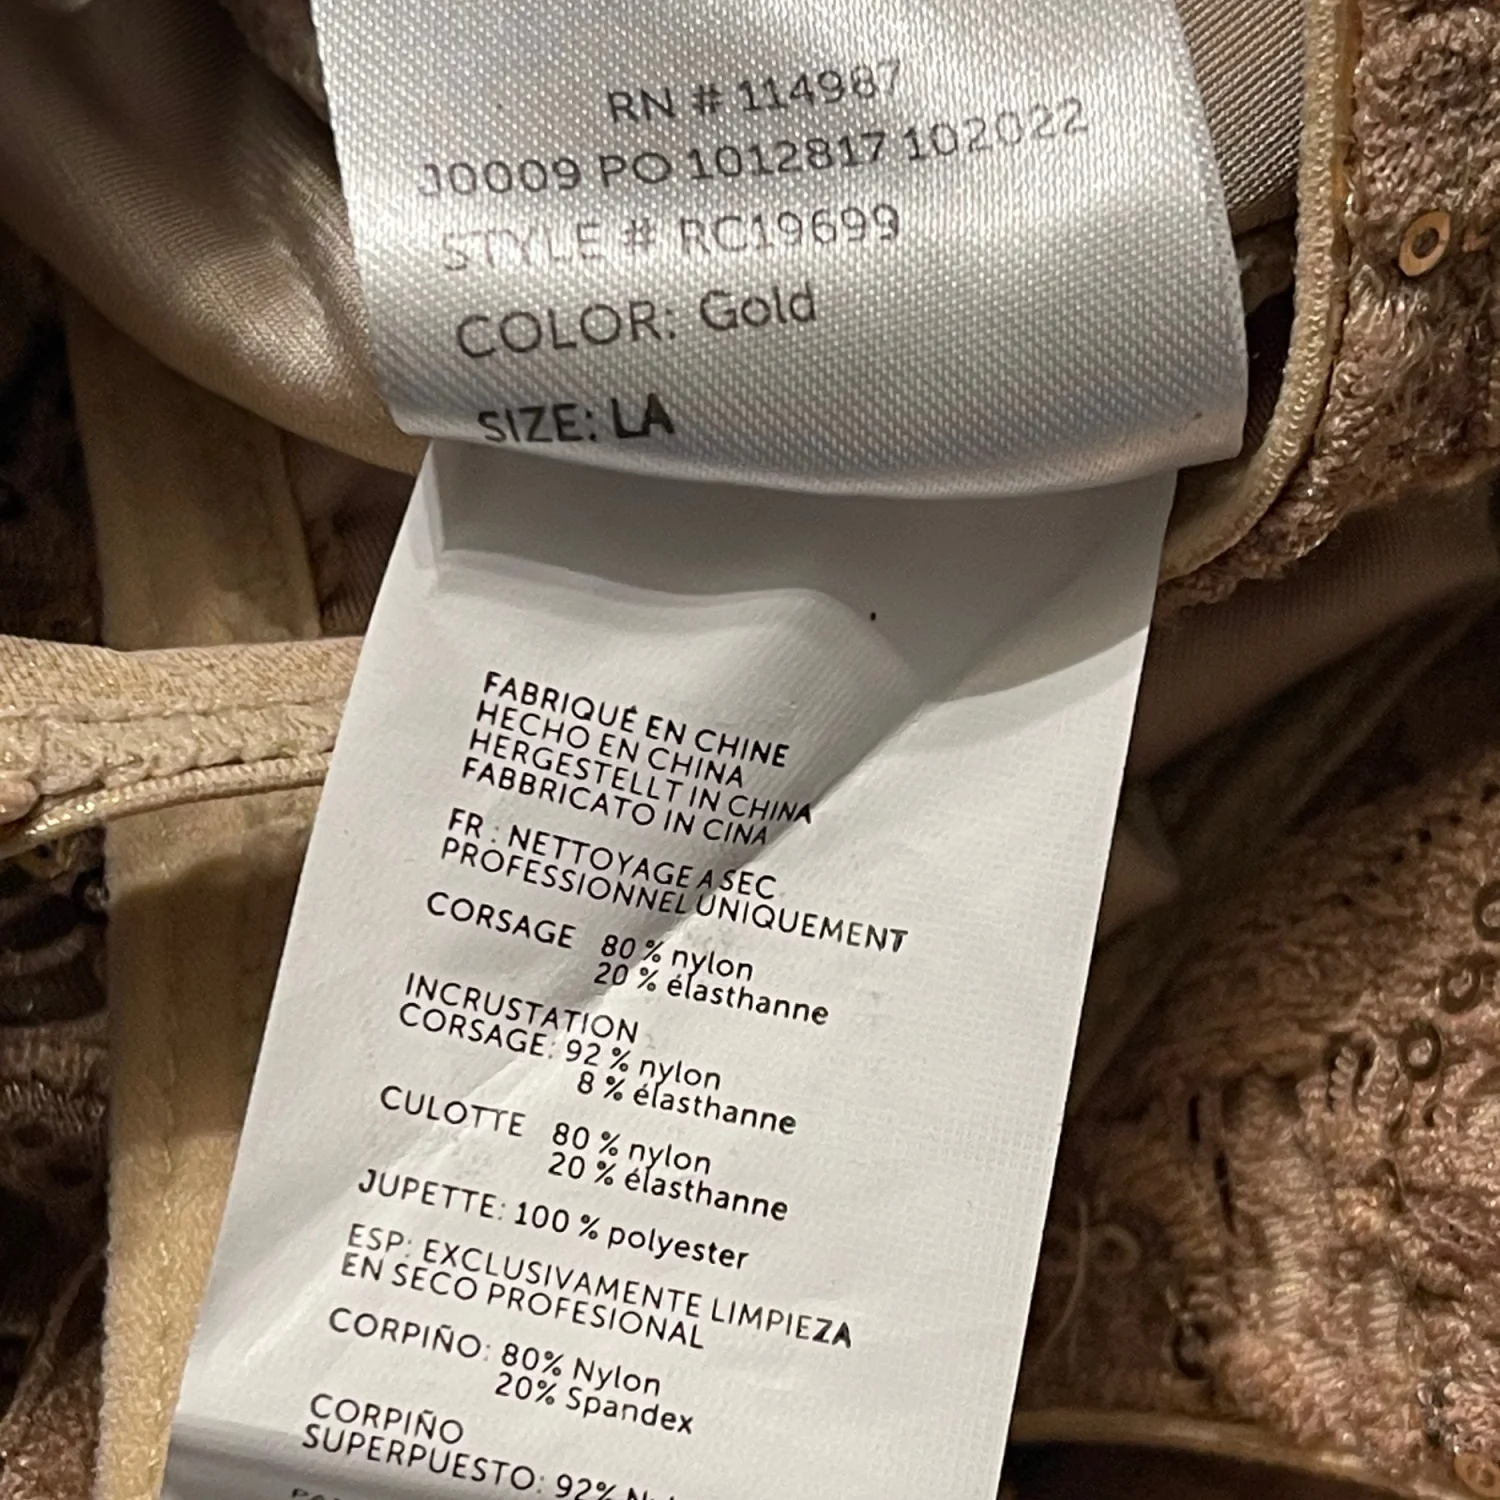 RN # 114987
J0009 PO 1012817 102022
STYLE # RC19699
COLOR: Gold
SIZE: LA
FABRIQUÉ EN CHINE
HECHO EN CHINA
HERGESTELLT IN CHINA
FABBRICATO IN CINA
FR : NETTOYAGE A SEC
PROFESSIONNEL UNIQUEMENT
CORSAGE 80 % nylon
20 % élasthanne
INCRUSTATION
CORSAGE: 92 % nylon
8 % élasthanne
CULOTTE 80 % nylon
20 % élasthanne
JUPETTE: 100 % polyester
ESP: EXCLUSIVAMENTE LIMPIEZA
EN SECO PROFESIONAL
CORPIÑO: 80% Nylon
20% Spandex
CORPIÑO
SUPERPUESTO: 92%